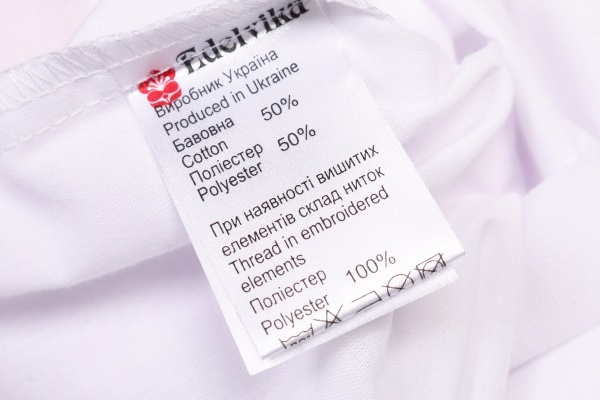 Edelvika
Виробник Україна
Produced in Ukraine
Бавовна 50%
Cotton
Поліестер 50%
Polyester
При наявності вишитих
елементів склад ниток
Thread in embroidered
elements
Поліестер 100%
Polyester